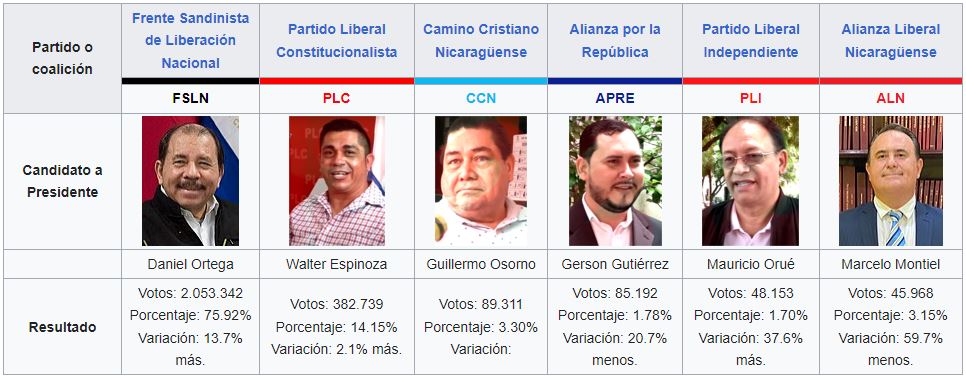 Partido o
coalición
Frente Sandinista
de Liberación
Nacional
Partido Liberal
Constitucionalista
Camino Cristiano
Nicaragüense
Alianza por la
República
Partido Liberal
Independiente
Alianza Liberal
Nicaragüense
FSLN
PLC
CCN
APRE
PLI
ALN
Candidato a
Presidente
PLC
Daniel Ortega
Walter Espinoza
Guillermo Osorno
Gerson Gutiérrez
Mauricio Orué
Marcelo Montiel
Resultado
Votos: 2.053.342
Porcentaje: 75.92%
Variación: 13.7%
más.
Votos: 382.739
Porcentaje: 14.15%
Variación: 2.1% más.
Votos: 89.311
Porcentaje: 3.30%
Variación:
Votos: 85.192
Porcentaje: 1.78%
Variación: 20.7%
menos.
Votos: 48.153
Porcentaje: 1.70%
Variación: 37.6%
más.
Votos: 45.968
Porcentaje: 3.15%
Variación: 59.7%
menos.